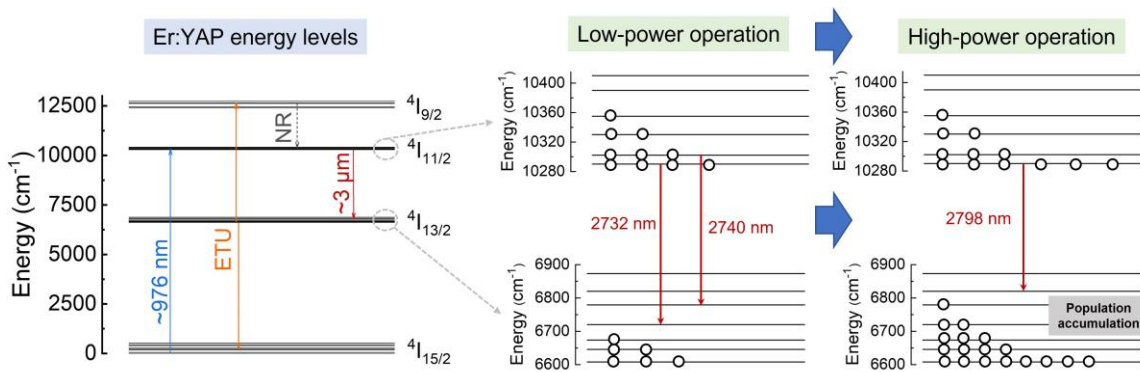 Er:YAP energy levels
Energy (cm⁻¹)
12500
10000
7500
5000
2500
0
~976 nm
ETU
NR
~3 μm
⁴I₉/₂
⁴I₁₁/₂
⁴I₁₃/₂
⁴I₁₅/₂
Low-power operation
Energy (cm⁻¹)
10400
10360
10320
10280
2732 nm
2740 nm
Energy (cm⁻¹)
6900
6800
6700
6600
High-power operation
Energy (cm⁻¹)
10400
10360
10320
10280
2798 nm
Energy (cm⁻¹)
6900
6800
6700
6600
Population
accumulation